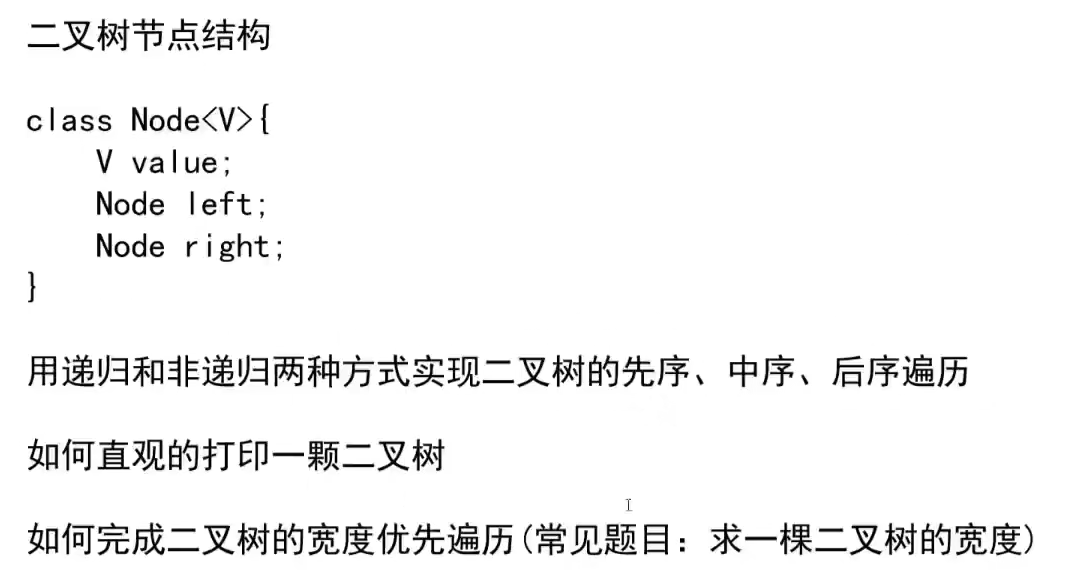 二叉树节点结构
class Node<V>{
V value;
Node left;
Node right;
}
用递归和非递归两种方式实现二叉树的先序、中序、后序遍历
如何直观的打印一颗二叉树
如何完成二叉树的宽度优先遍历(常见题目：求一棵二叉树的宽度)